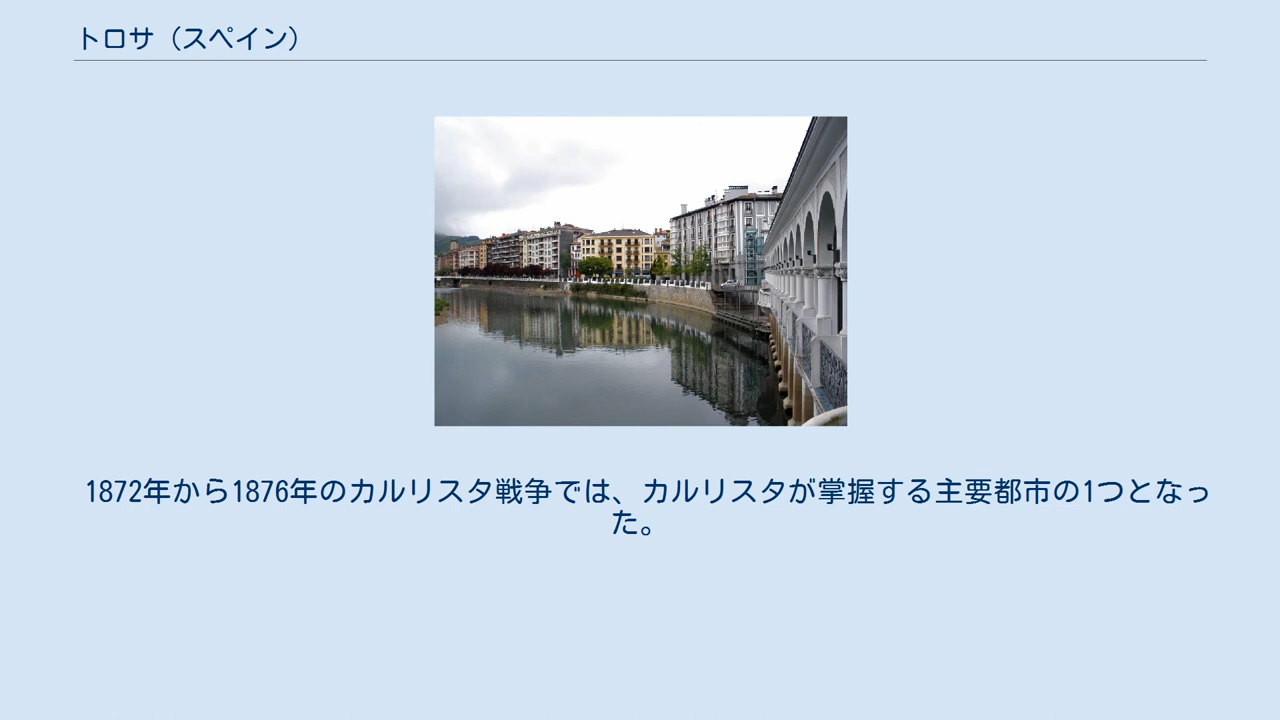 トロサ（スペイン）
1872年から1876年のカルリスタ戦争では、カルリスタが掌握する主要都市の1つとなっ
た。